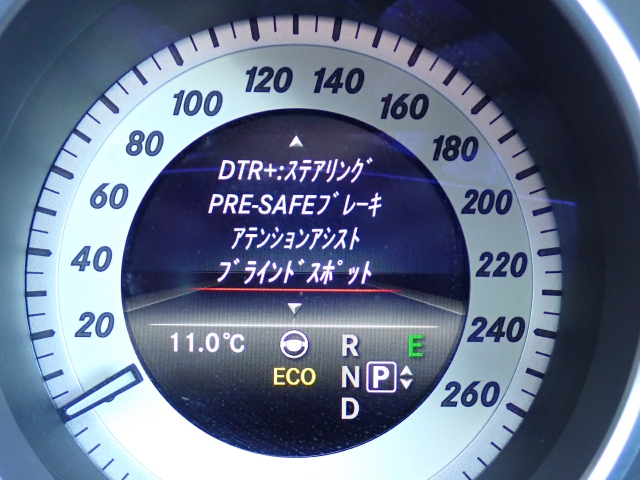 120 140
100 160
80 180
60 200
40 220
20 240
260
DTR+:ｽﾃｱﾘﾝｸﾞ
PRE-SAFEﾌﾞﾚｰｷ
ｱﾃﾝｼｮﾝｱｼｽﾄ
ﾌﾞﾗｲﾝﾄﾞｽﾎﾟｯﾄ
11.0℃ R E
ECO N P
D